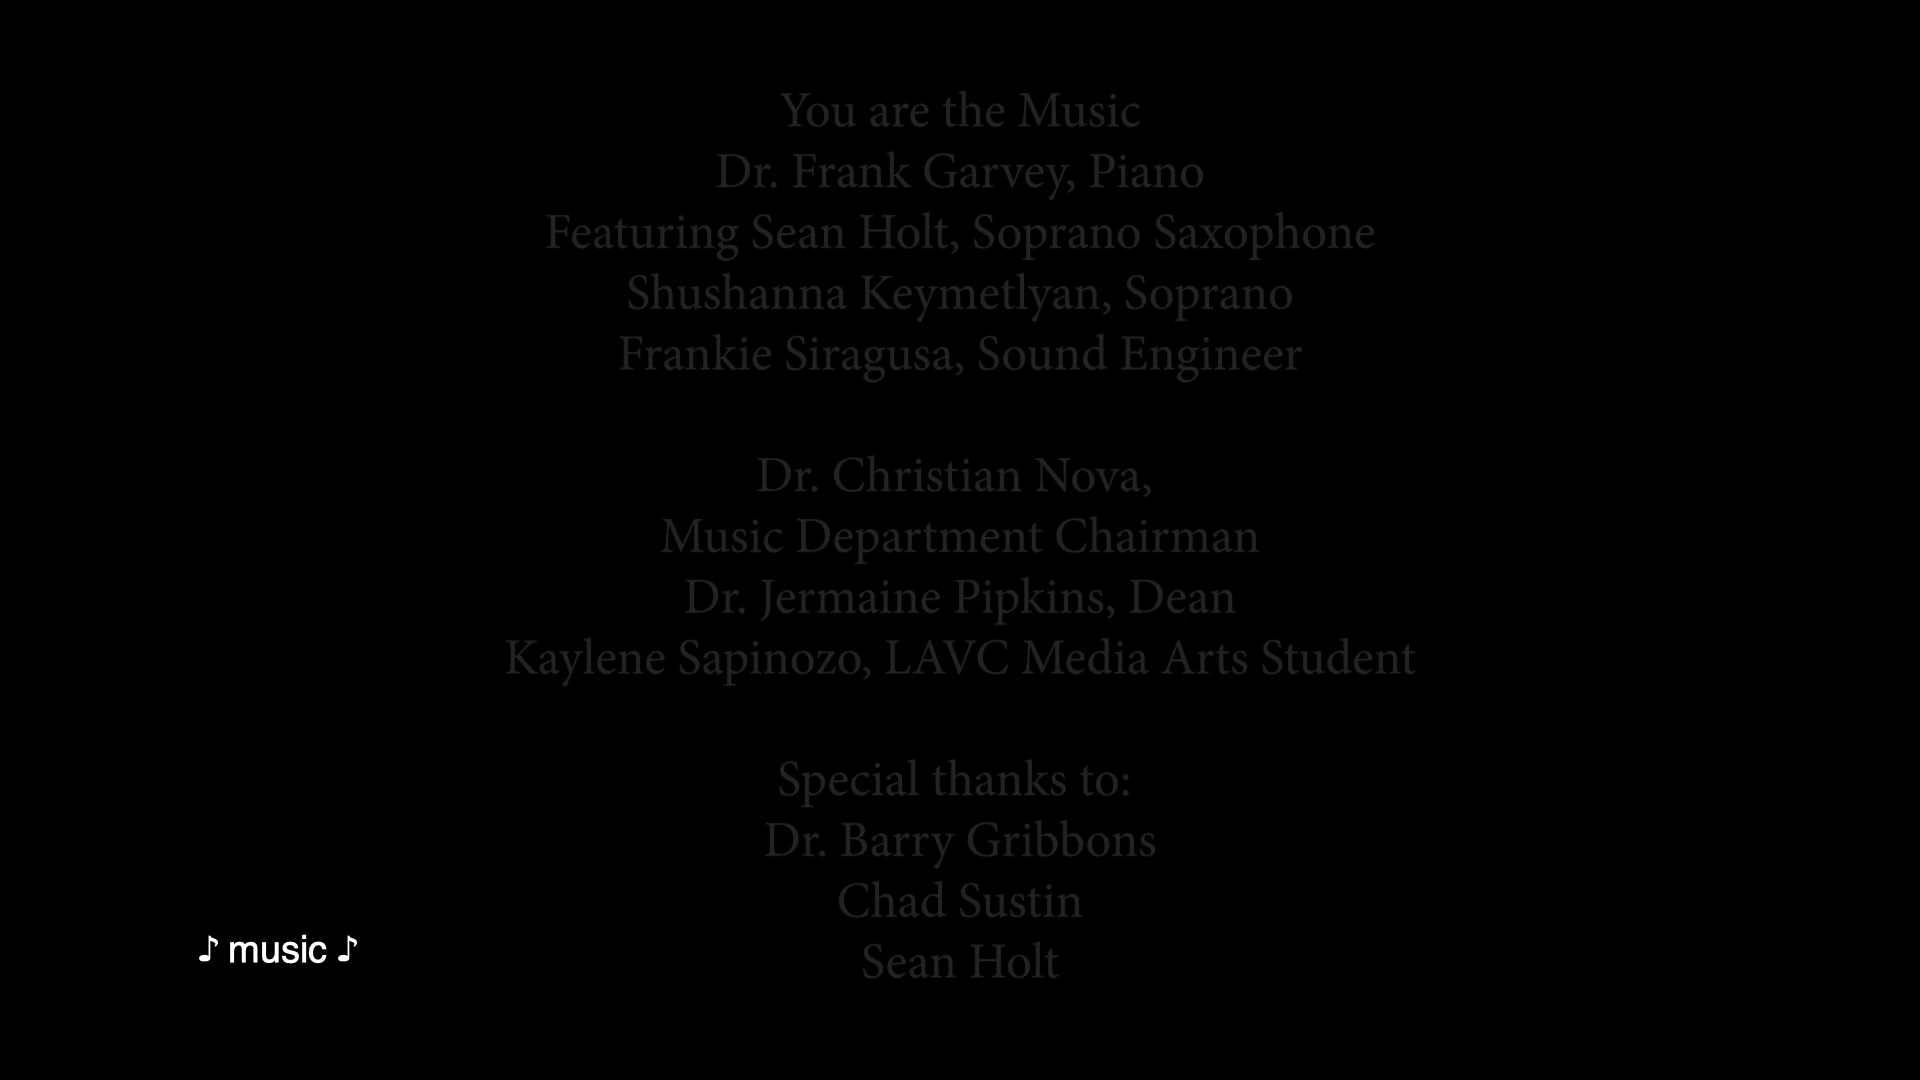 You are the Music
Dr. Frank Garvey, Piano
Featuring Sean Holt, Soprano Saxophone
Shushanna Keymetlyan, Soprano
Frankie Siragusa, Sound Engineer
Dr. Christian Nova,
Music Department Chairman
Dr. Jermaine Pipkins, Dean
Kaylene Sapinozo, LAVC Media Arts Student
Special thanks to:
Dr. Barry Gribbons
Chad Sustin
Sean Holt
♪ music ♪